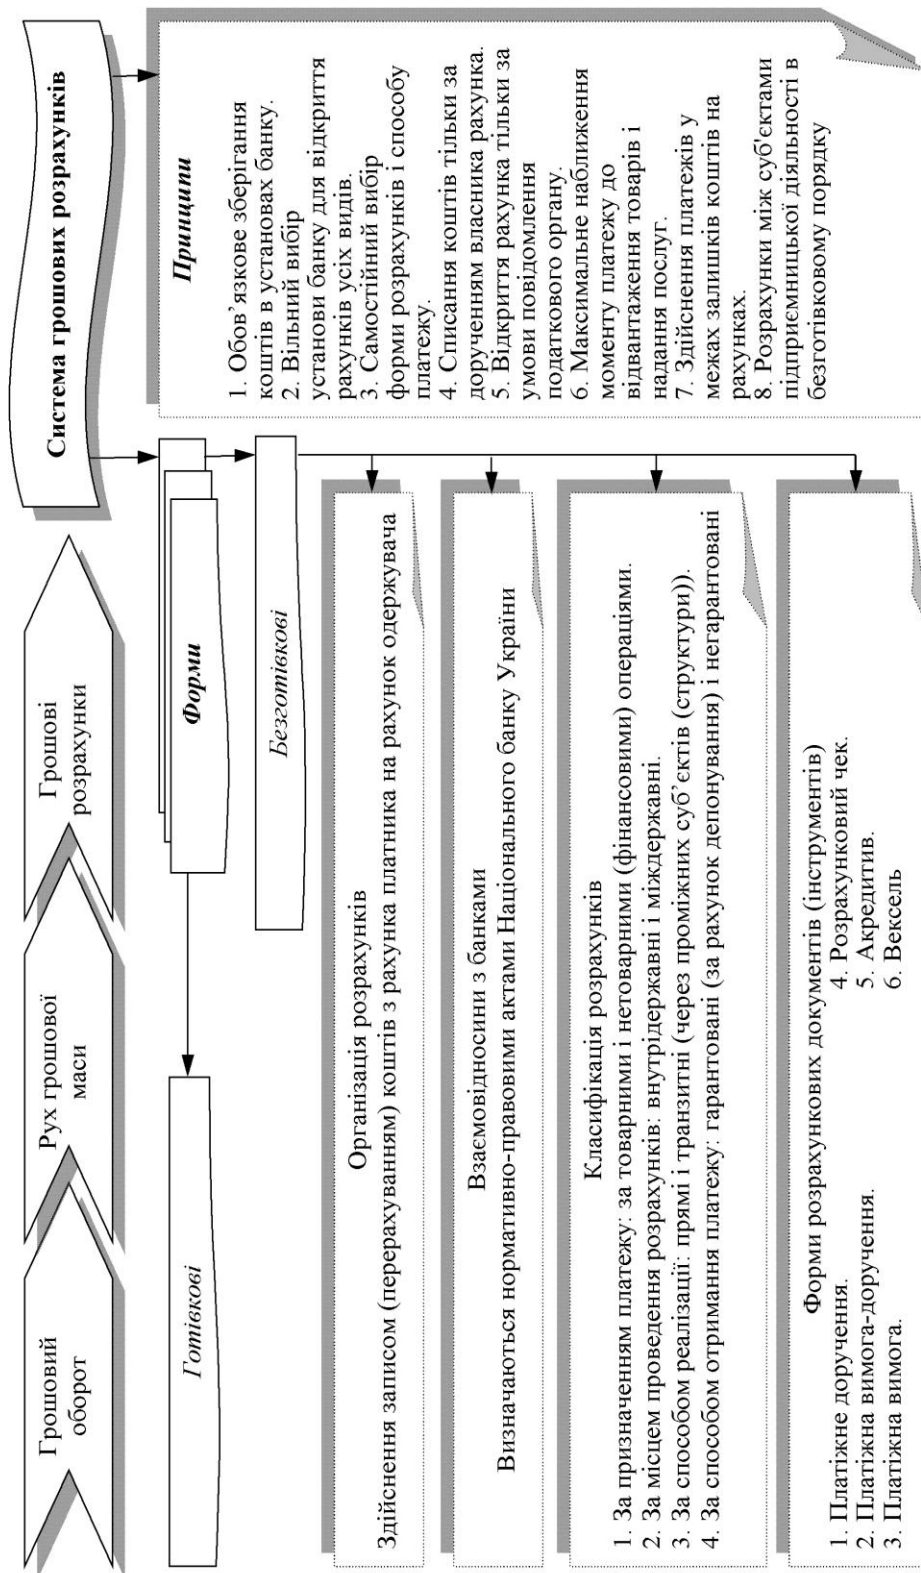 Грошовий
оборот
Рух грошової
маси
Грошові
розрахунки
Система грошових розрахунків
Готівкові
Форми
Безготівкові
Принципи
1. Обов’язкове зберігання
коштів в установах банку.
2. Вільний вибір
установи банку для відкриття
рахунків усіх видів.
3. Самостійний вибір
форми розрахунків і способу
платежу.
4. Списання коштів тільки за
дорученням власника рахунка.
5. Відкриття рахунка тільки за
умови повідомлення
податкового органу.
6. Максимальне наближення
моменту платежу до
відвантаження товарів і
надання послуг.
7. Здійснення платежів у
межах залишків коштів на
рахунках.
8. Розрахунки між суб'єктами
підприємницької діяльності в
безготівковому порядку
Організація розрахунків
Здійснення записом (перерахуванням) коштів з рахунка платника на рахунок одержувача
Взаємовідносини з банками
Визначаються нормативно-правовими актами Національного банку України
Класифікація розрахунків
1. За призначенням платежу: за товарними і нетоварними (фінансовими) операціями.
2. За місцем проведення розрахунків: внутрідержавні і міждержавні.
3. За способом реалізації: прямі і транзитні (через проміжних суб’єктів (структури)).
4. За способом отримання платежу: гарантовані (за рахунок депонування) і негарантовані
Форми розрахункових документів (інструментів)
1. Платіжне доручення.
2. Платіжна вимога-доручення.
3. Платіжна вимога.
4. Розрахунковий чек.
5. Акредитив.
6. Вексель